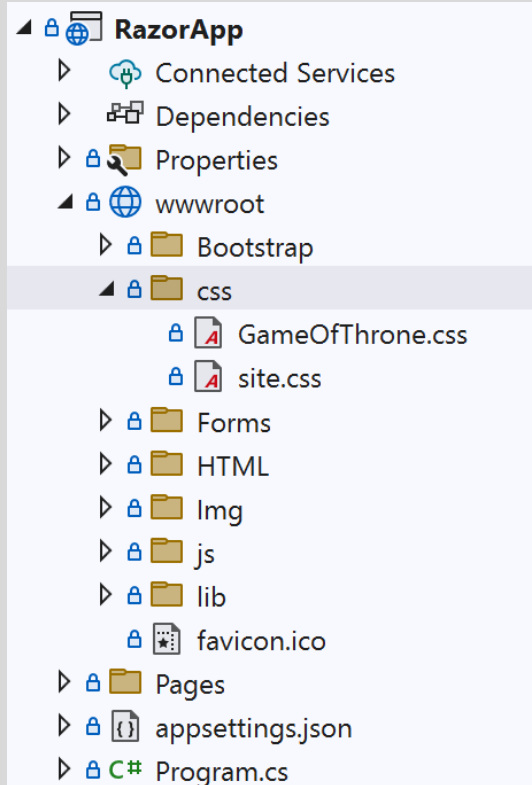 RazorApp
Connected Services
Dependencies
Properties
wwwroot
Bootstrap
css
GameOfThrone.css
site.css
Forms
HTML
Img
js
lib
favicon.ico
Pages
appsettings.json
C# Program.cs